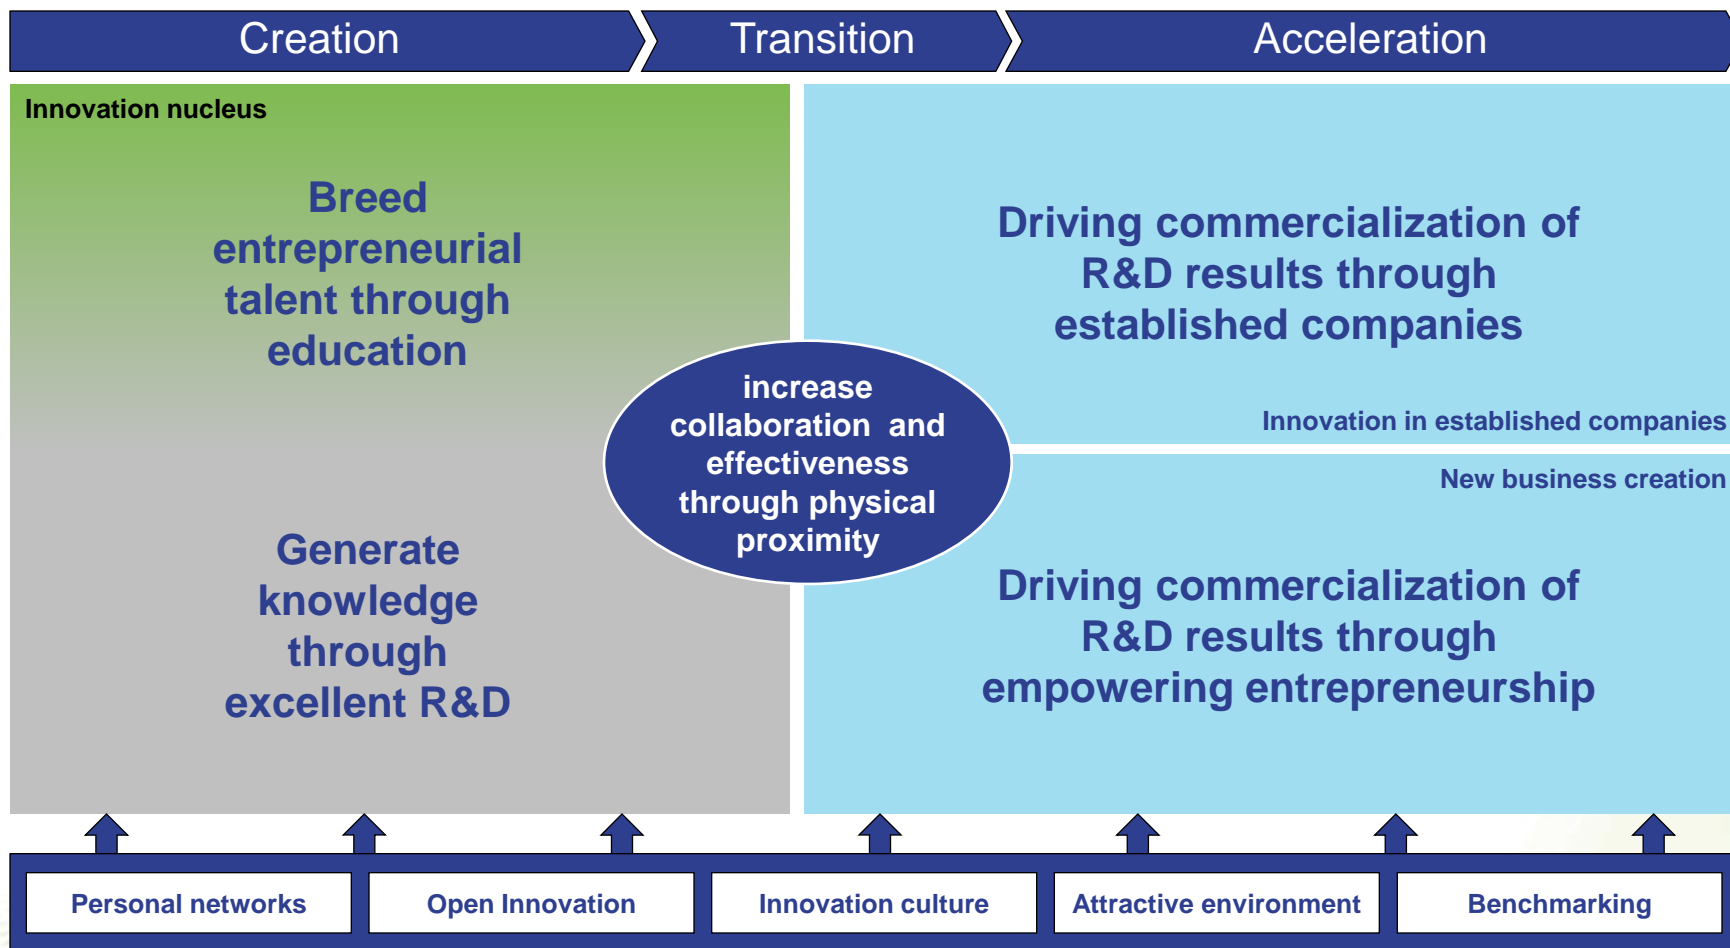 Creation
Transition
Acceleration
Innovation nucleus
Breed
entrepreneurial
talent through
education
Generate
knowledge
through
excellent R&D
increase
collaboration and
effectiveness
through physical
proximity
Driving commercialization of
R&D results through
established companies
Innovation in established companies
New business creation
Driving commercialization of
R&D results through
empowering entrepreneurship
Personal networks
Open Innovation
Innovation culture
Attractive environment
Benchmarking